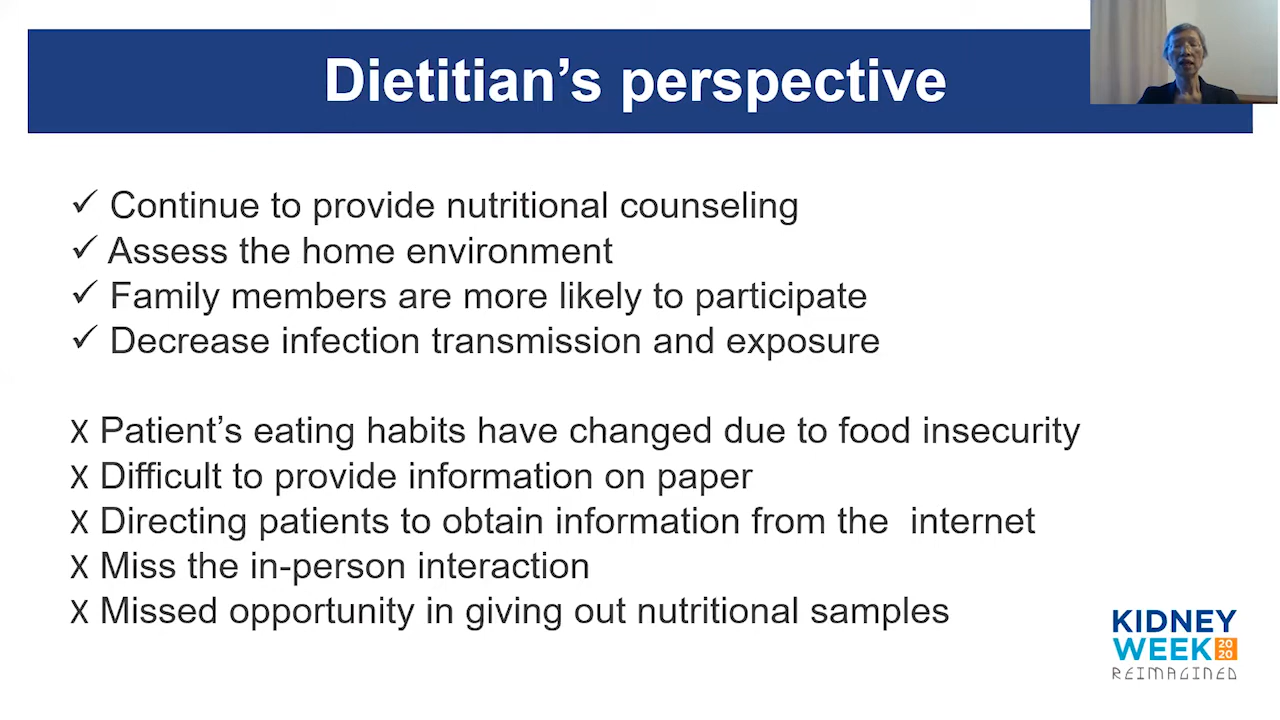 Dietitian’s perspective
✓ Continue to provide nutritional counseling
✓ Assess the home environment
✓ Family members are more likely to participate
✓ Decrease infection transmission and exposure
X Patient’s eating habits have changed due to food insecurity
X Difficult to provide information on paper
X Directing patients to obtain information from the  internet
X Miss the in-person interaction
X Missed opportunity in giving out nutritional samples
KIDNEY
WEEK 2020
REIMAGINED